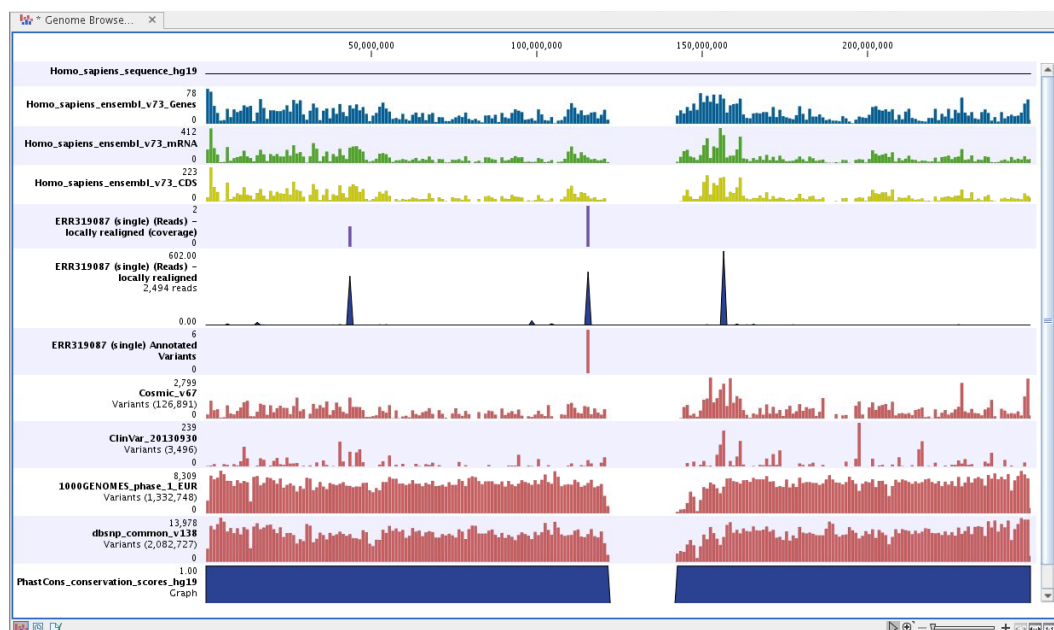 * Genome Browse... ×
50,000,000 100,000,000 150,000,000 200,000,000
Homo_sapiens_sequence_hg19
78
Homo_sapiens_ensembl_v73_Genes
0
412
Homo_sapiens_ensembl_v73_mRNA
0
223
Homo_sapiens_ensembl_v73_CDS
0
2
ERR319087 (single) (Reads) –
locally realigned (coverage)
0
602.00
ERR319087 (single) (Reads) –
locally realigned
2,494 reads
0.00
6
ERR319087 (single) Annotated
Variants
0
2,799
Cosmic_v67
Variants (126,891)
0
239
ClinVar_20130930
Variants (3,496)
0
8,309
1000GENOMES_phase_1_EUR
Variants (1,332,748)
0
13,978
dbsnp_common_v138
Variants (2,082,727)
0
1.00
PhastCons_conservation_scores_hg19
Graph